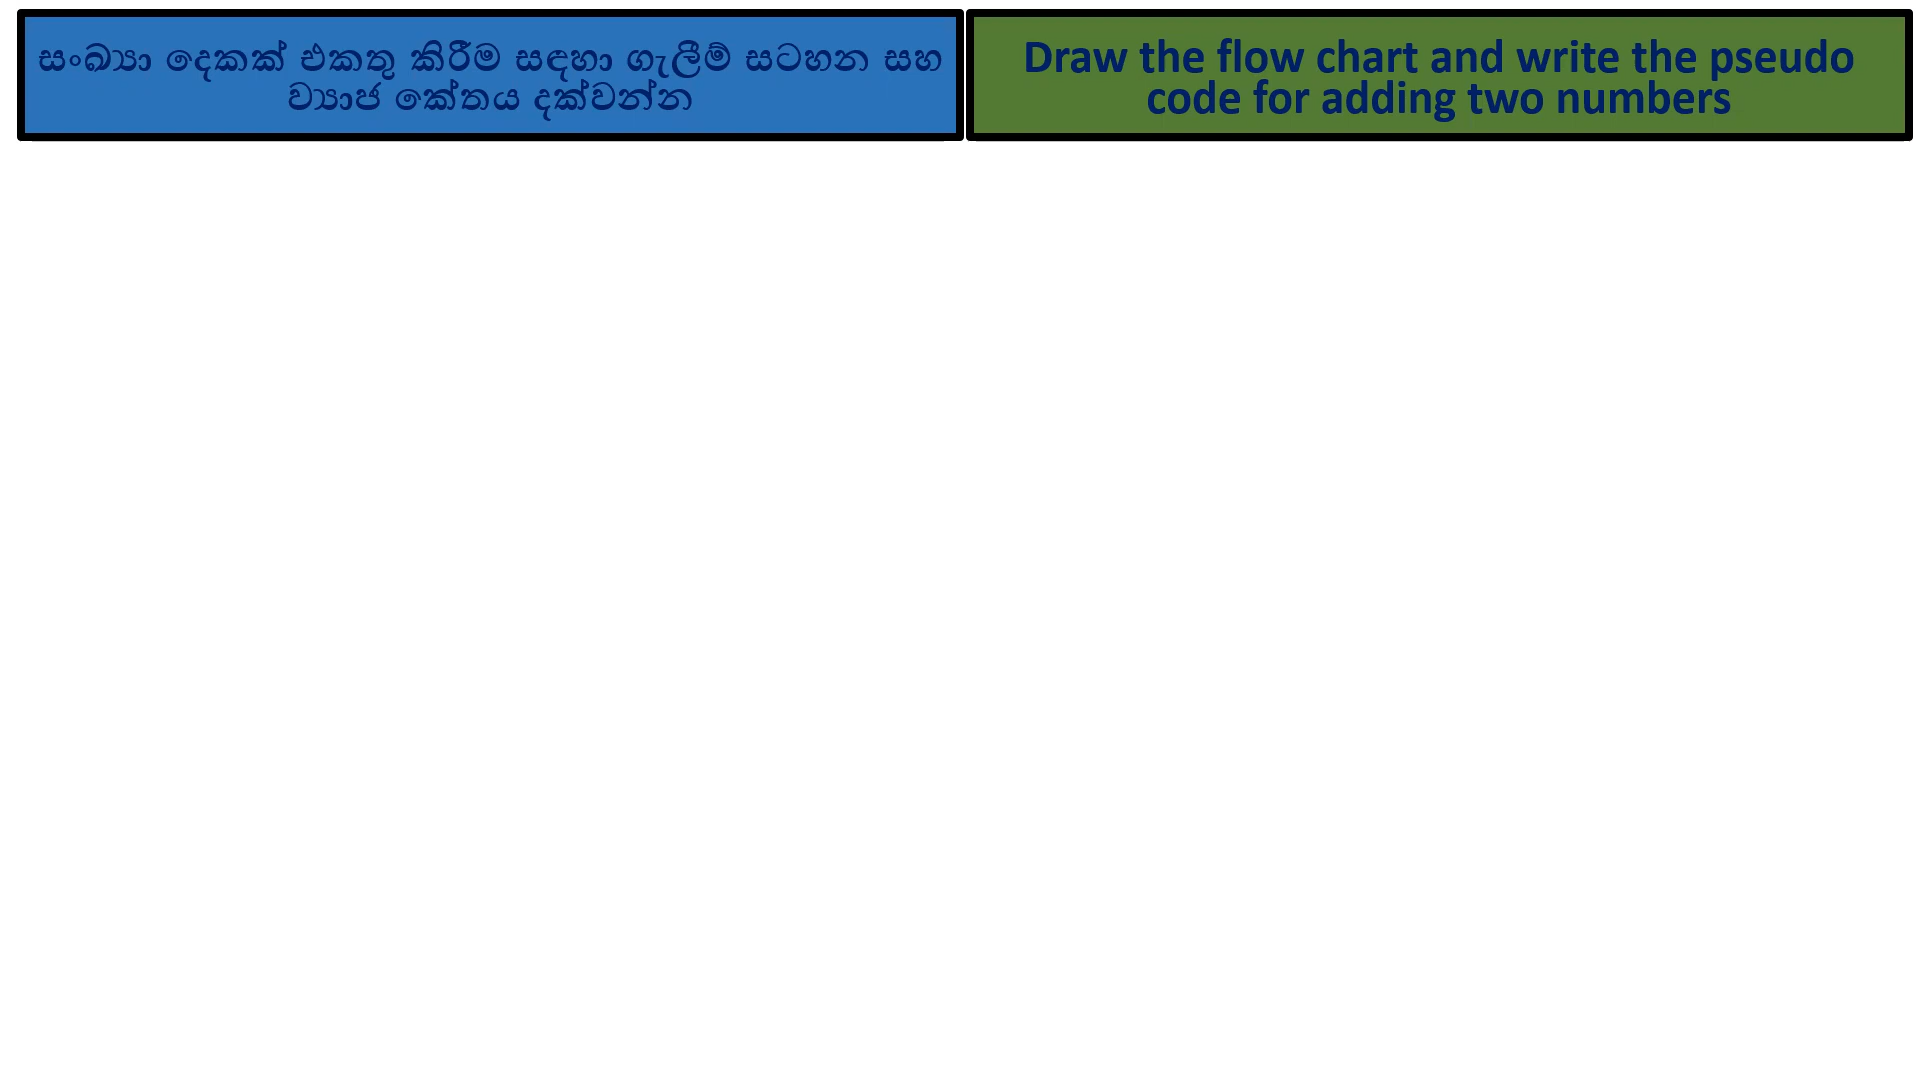 සංඛ්‍යා දෙකක් එකතු කිරීම සඳහා ගැලීම් සටහන සහ
ව්‍යාජ කේතය දක්වන්න
Draw the flow chart and write the pseudo
code for adding two numbers